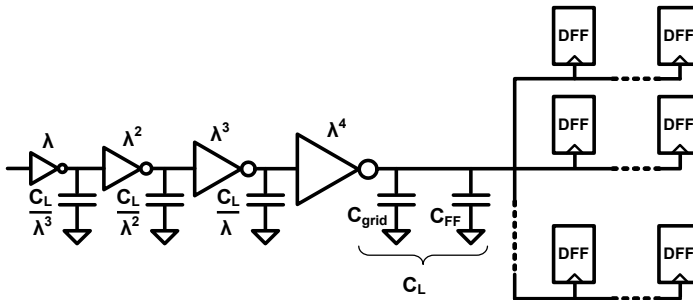 DFF
DFF
DFF
DFF
λ
λ²
λ³
λ⁴
C_L
λ³
C_L
λ²
C_L
λ
C_grid
C_FF
C_L
DFF
DFF